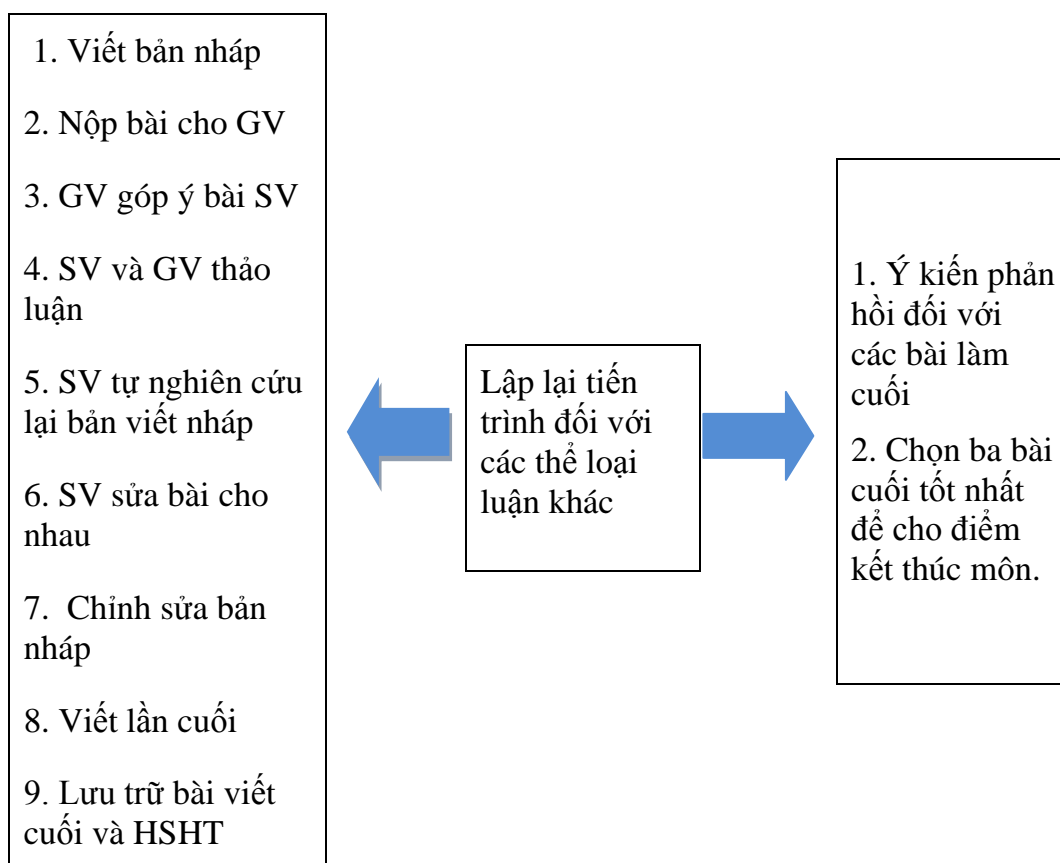 1. Viết bản nháp
2. Nộp bài cho GV
3. GV góp ý bài SV
4. SV và GV thảo
luận
5. SV tự nghiên cứu
lại bản viết nháp
6. SV sửa bài cho
nhau
7. Chỉnh sửa bản
nháp
8. Viết lần cuối
9. Lưu trữ bài viết
cuối và HSHT
Lập lại tiến
trình đối với
các thể loại
luận khác
1. Ý kiến phản
hồi đối với
các bài làm
cuối
2. Chọn ba bài
cuối tốt nhất
để cho điểm
kết thúc môn.